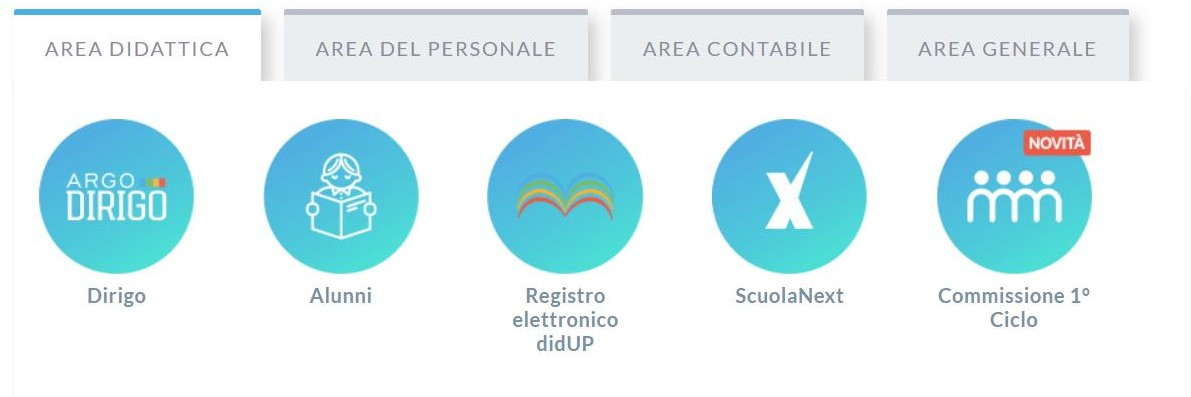 AREA DIDATTICA
AREA DEL PERSONALE
AREA CONTABILE
AREA GENERALE
ARGO
DIRIGO
NOVITÀ
Dirigo
Alunni
Registro
elettronico
didUP
ScuolaNext
Commissione 1°
Ciclo